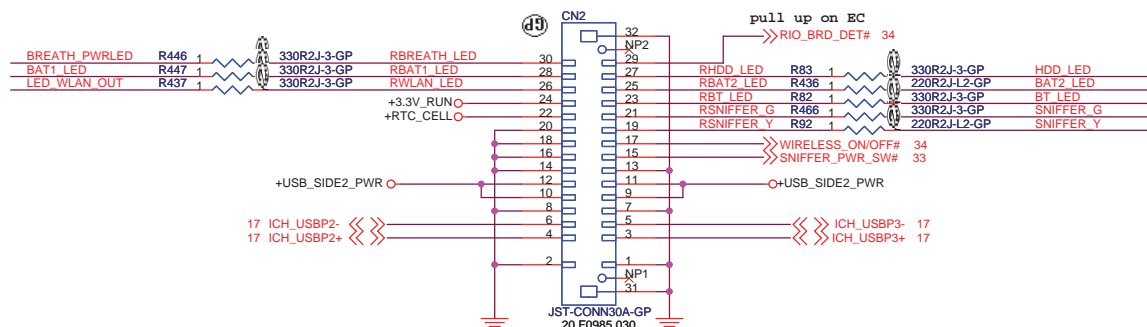 CN2
GP
pull up on EC
32
RIO_BRD_DET# 34
NP2
BREATH_PWRLED R446 1 330R2J-3-GP RBREATH_LED 30 29
BAT1_LED R447 1 330R2J-3-GP RBAT1_LED 28 27 RHDD_LED R83 1 330R2J-3-GP HDD_LED
LED_WLAN_OUT R437 1 330R2J-3-GP RWLAN_LED 26 25 RBAT2_LED R436 1 220R2J-L2-GP BAT2_LED
+3.3V_RUN 24 23 RBT_LED R82 1 330R2J-3-GP BT_LED
+RTC_CELL 22 21 RSNIFFER_G R466 1 330R2J-3-GP SNIFFER_G
20 19 RSNIFFER_Y R92 1 220R2J-L2-GP SNIFFER_Y
18 17 WIRELESS_ON/OFF# 34
16 15 SNIFFER_PWR_SW# 33
14 13
+USB_SIDE2_PWR 12 11 +USB_SIDE2_PWR
10 9
8 7
17 ICH_USBP2- 6 5 ICH_USBP3- 17
17 ICH_USBP2+ 4 3 ICH_USBP3+ 17
2 1
NP1
31
JST-CONN30A-GP
20.F0985.030